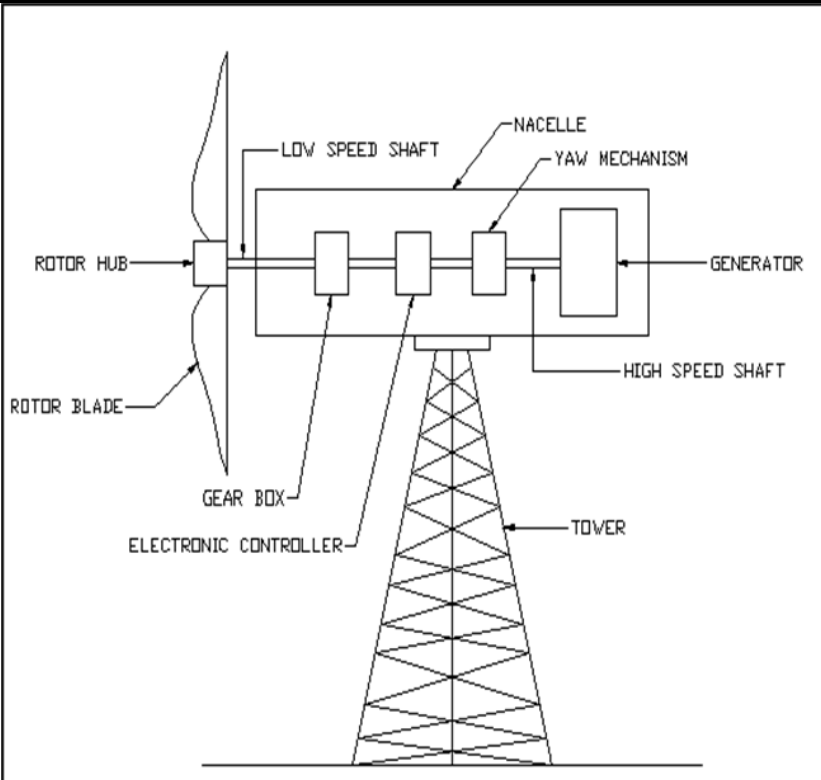 NACELLE
LOW SPEED SHAFT
YAW MECHANISM
ROTOR HUB
GENERATOR
HIGH SPEED SHAFT
ROTOR BLADE
GEAR BOX
TOWER
ELECTRONIC CONTROLLER